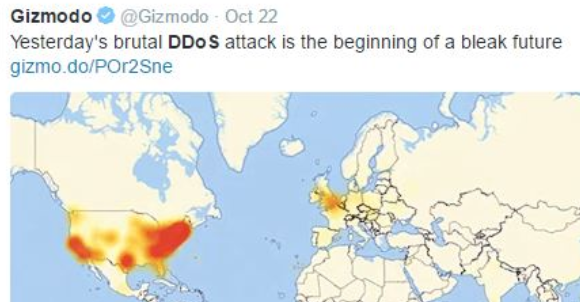 Gizmodo @Gizmodo · Oct 22
Yesterday's brutal DDoS attack is the beginning of a bleak future
gizmo.do/POr2Sne